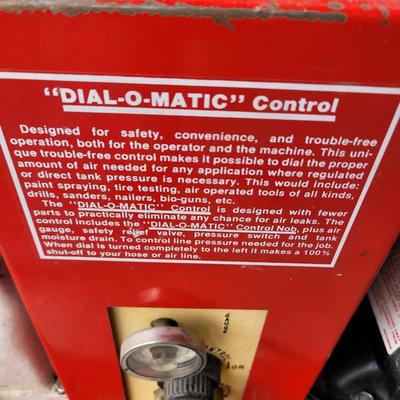 "DIAL-O-MATIC" Control
Designed for safety, convenience, and trouble-free
operation, both for the operator and the machine. This uni-
que trouble-free control makes it possible to dial the proper
amount of air needed for any application where regulated
or direct tank pressure is necessary. This would include:
paint spraying, tire testing, air operated tools of all kinds,
drills, sanders, nailers, bio-guns, etc.
The "DIAL-O-MATIC" Control is designed with fewer
parts to practically eliminate any chance for air leaks. The
control includes the "DIAL-O-MATIC" Control Nob, plus air
gauge, safety relief valve, pressure switch and tank
moisture drain. To control line pressure needed for the job.
When dial is turned completely to the left it makes a 100%
shut-off to your hose or air line.
GAUGE